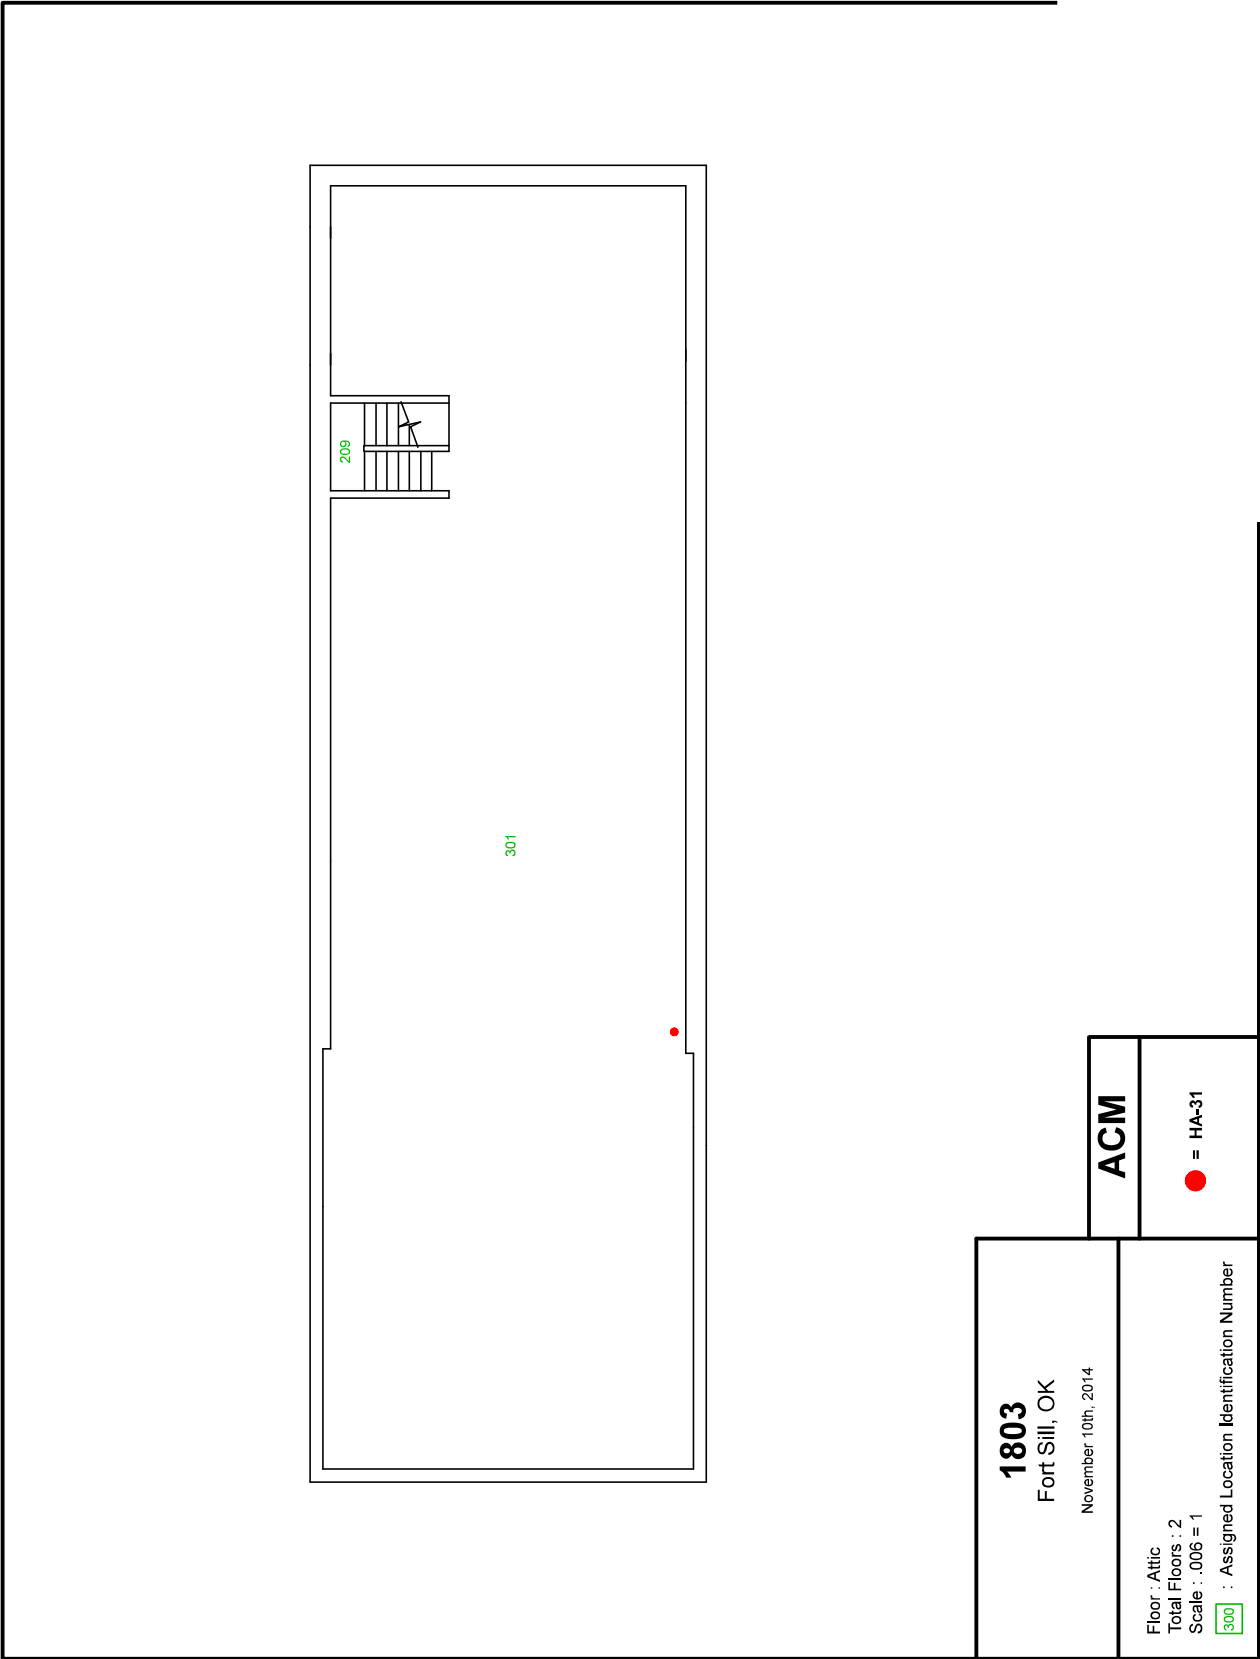 209
301
ACM
= HA-31
1803
Fort Sill, OK
November 10th, 2014
Floor : Attic
Total Floors : 2
Scale : .006 = 1
300 : Assigned Location Identification Number